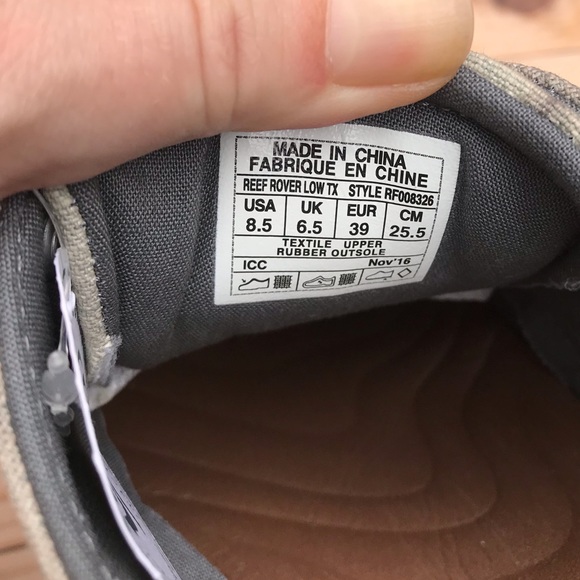 MADE IN CHINA
FABRIQUE EN CHINE
REEF ROVER LOW TX STYLE RF008326
USA UK EUR CM
8.5 6.5 39 25.5
TEXTILE UPPER
RUBBER OUTSOLE
ICC Nov'16